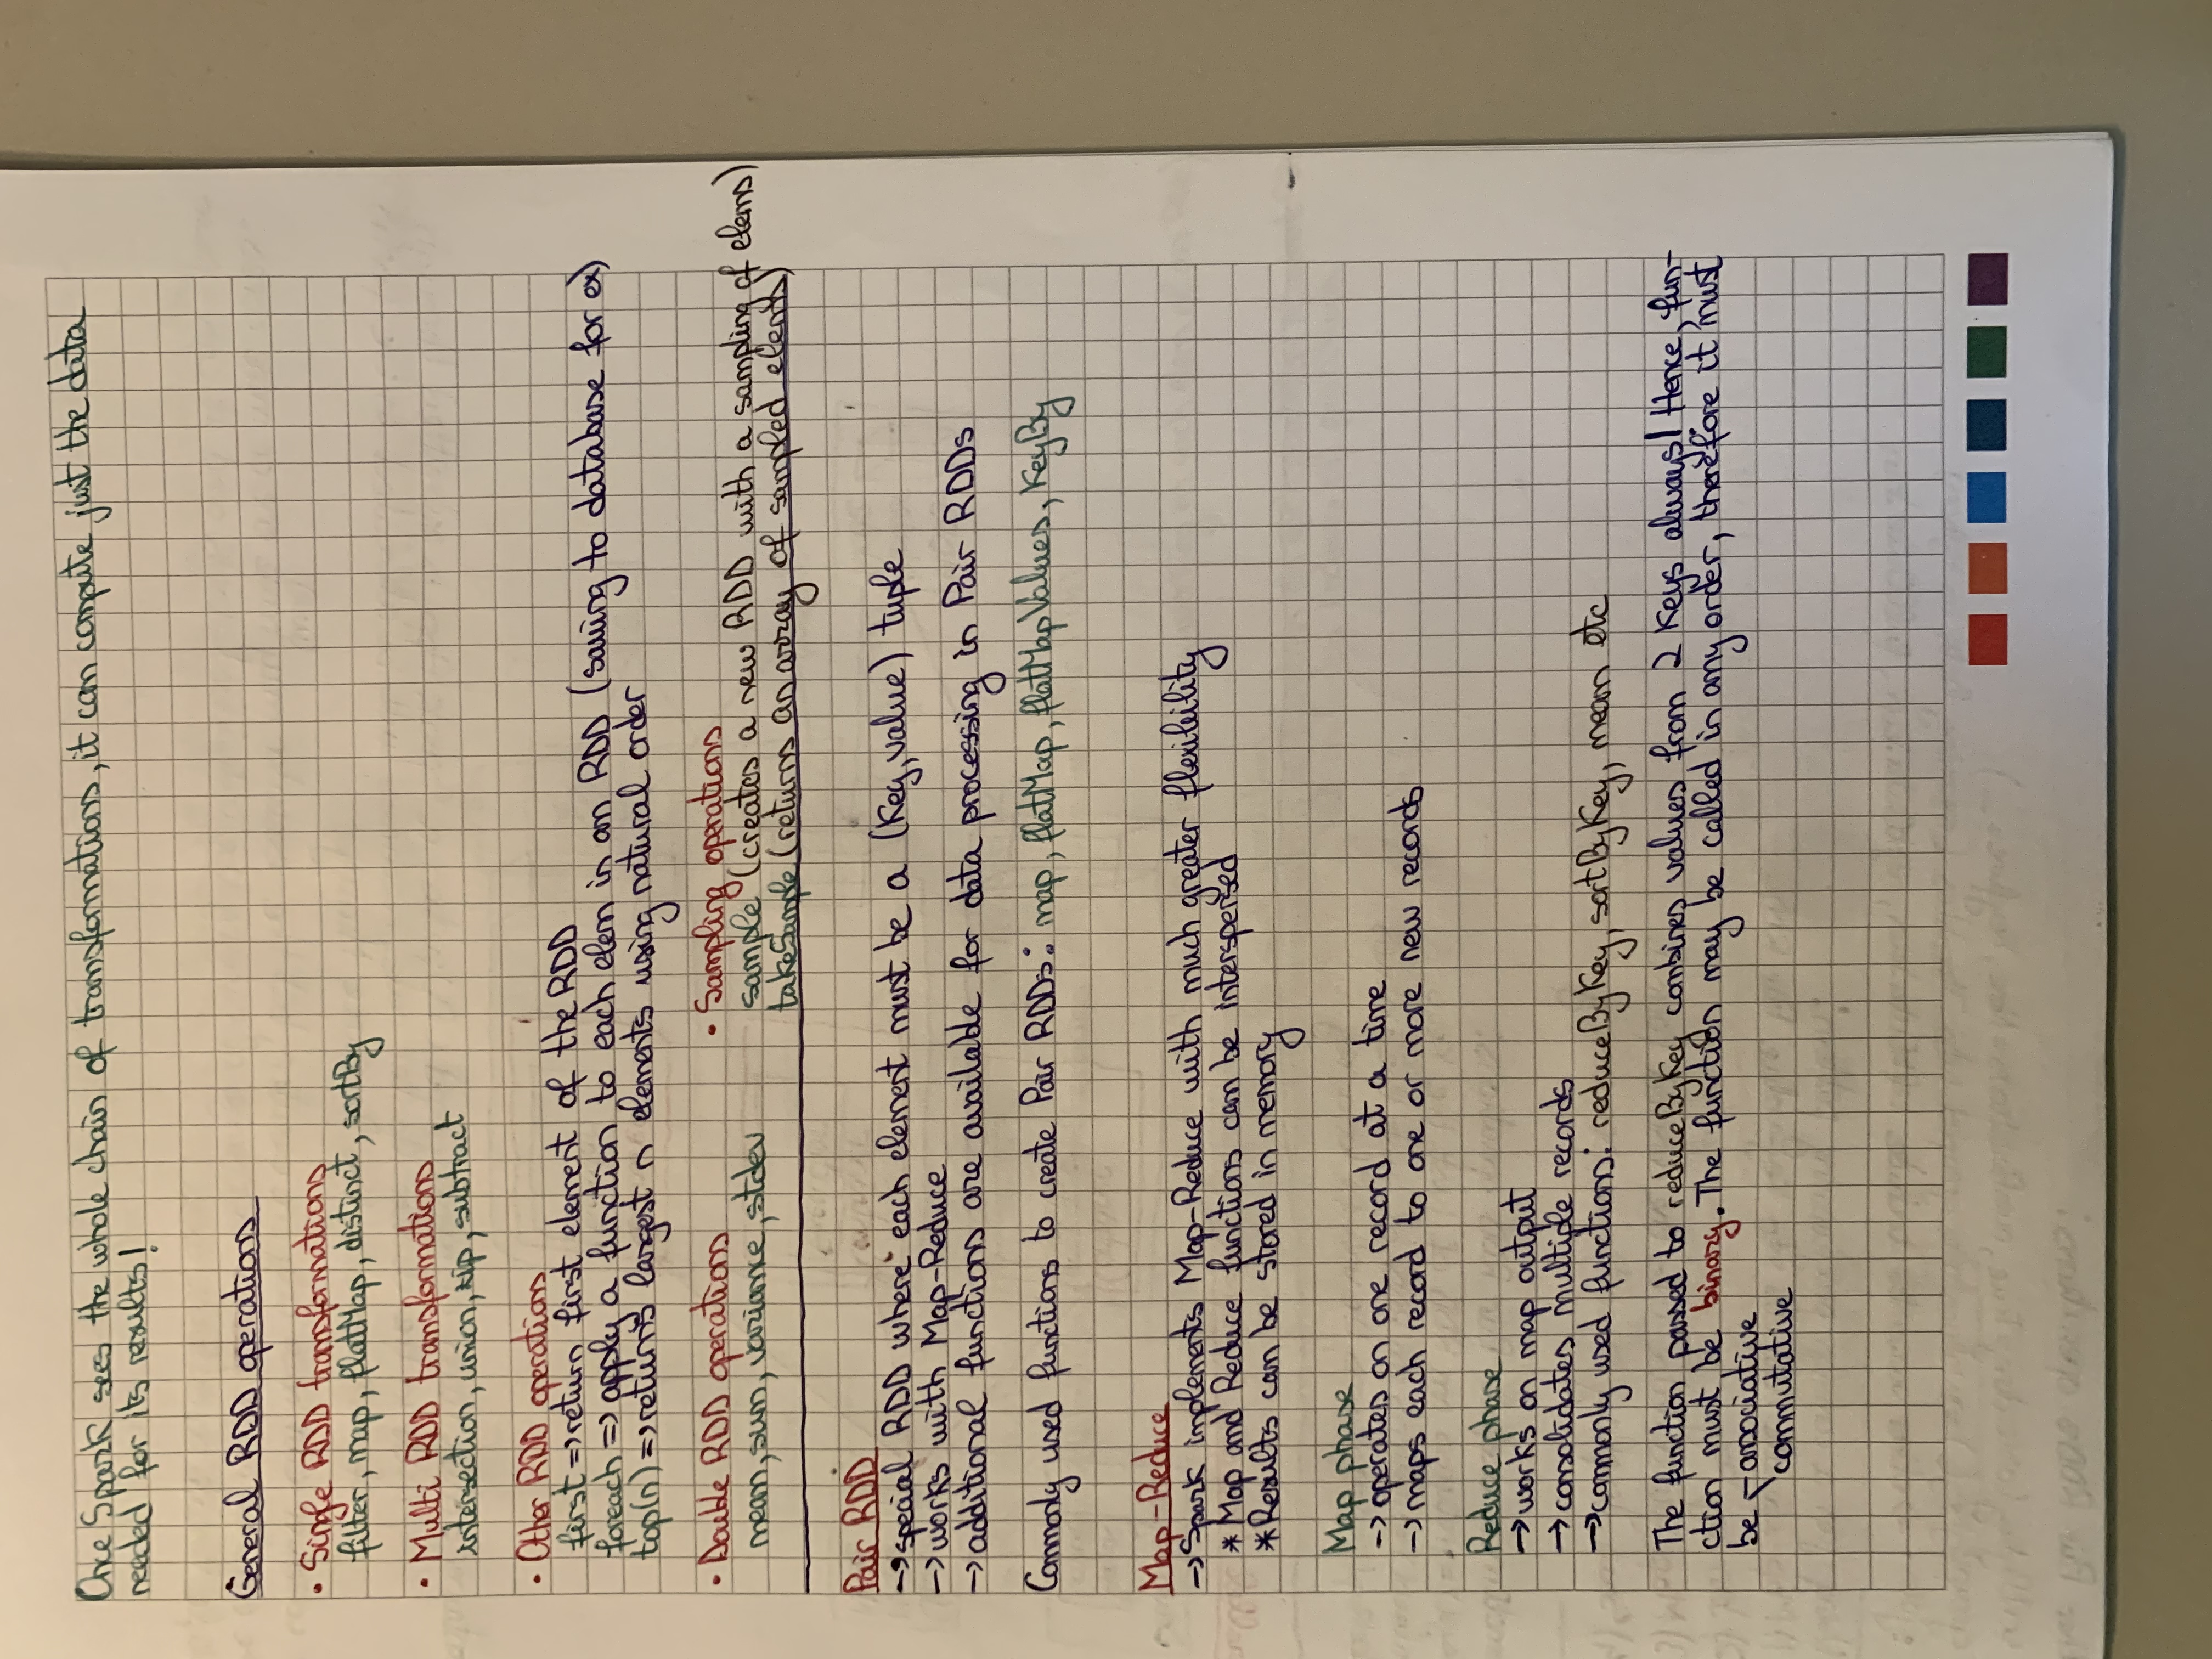 Once Spark sees the whole chain of transformations, it can compute just the data
needed for its results!
General RDD operations
• Single RDD transformations
filter, map, flatMap, distinct, sortBy
• Multi RDD transformations
intersection, union, zip, subtract
• Other RDD operations
first => return first element of the RDD
foreach => apply a function to each elem in an RDD (saving to database for ex)
top(n) => returns largest n elements using natural order
• Double RDD operations
mean, sum, variance, stdev
• Sampling operations
sample (creates a new RDD with a sampling of elems)
takeSample (returns an array of sampled elems)
Pair RDD
→ special RDD where each element must be a (key, value) tuple
→ works with Map-Reduce
→ additional functions are available for data processing in Pair RDDs
Commonly used functions to create Pair RDDs: map, flatMap, flatMapValues, keyBy
Map-Reduce
→ Spark implements Map-Reduce with much greater flexibility
* Map and Reduce functions can be interspersed
* Results can be stored in memory
Map phase
→ operates on one record at a time
→ maps each record to one or more new records
Reduce phase
→ works on map output
→ consolidates multiple records
→ commonly used functions: reduceByKey, sortByKey, mean etc
The function passed to reduceByKey combines values from 2 keys always! Hence, fun-
ction must be binary. The function may be called in any order, therefore it must
be - associative
commutative